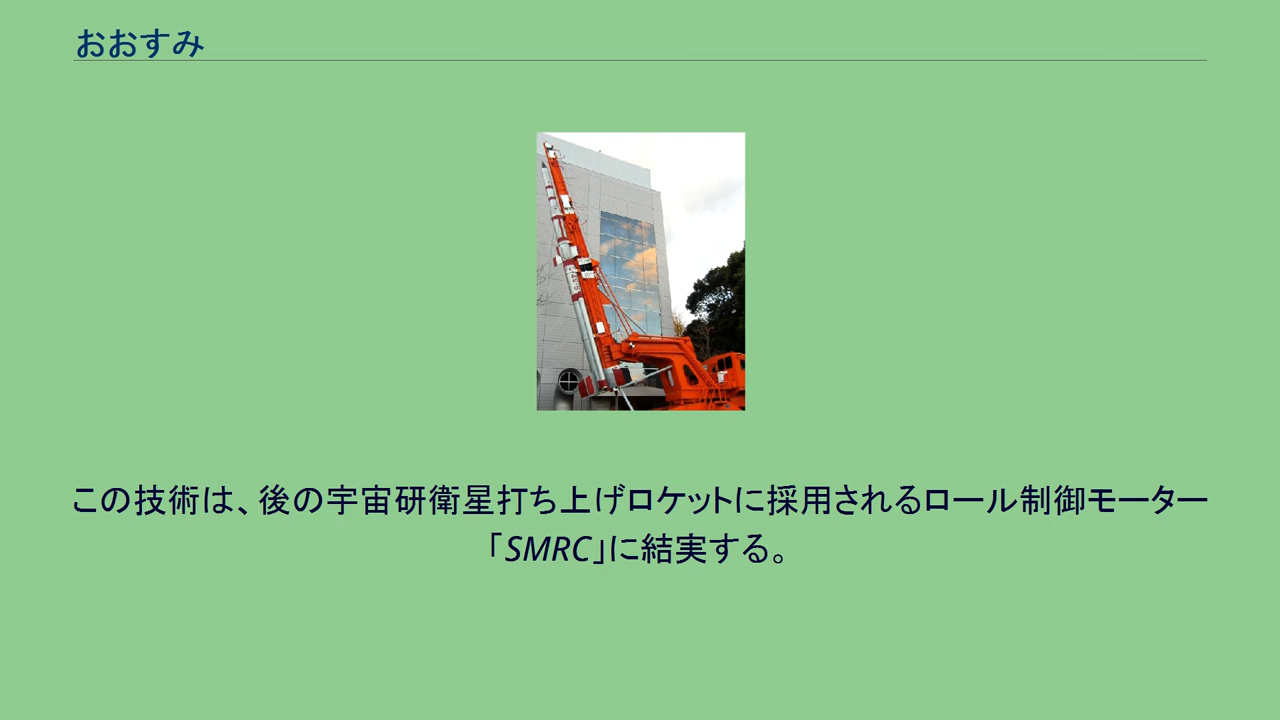 おおすみ
この技術は、後の宇宙研衛星打ち上げロケットに採用されるロール制御モーター
「SMRC」に結実する。